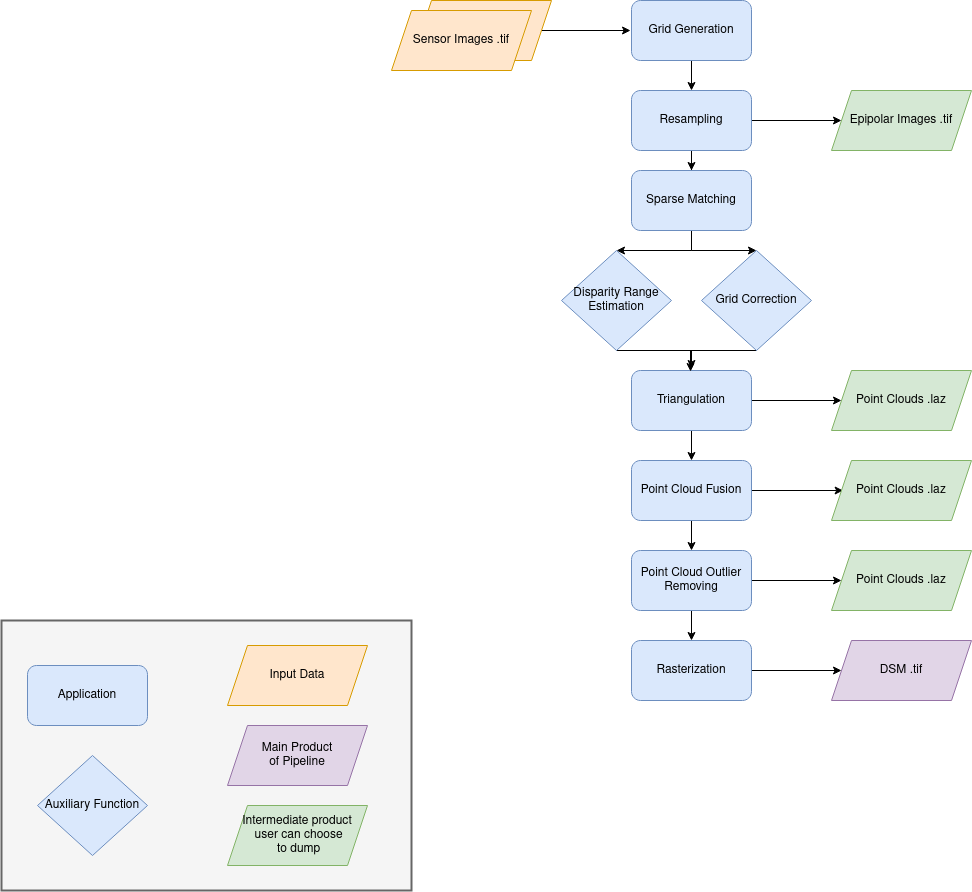 Sensor Images .tif
Grid Generation
Resampling
Epipolar Images .tif
Sparse Matching
Disparity Range
Estimation
Grid Correction
Triangulation
Point Clouds .laz
Point Cloud Fusion
Point Clouds .laz
Point Cloud Outlier
Removing
Point Clouds .laz
Rasterization
DSM .tif
Application
Input Data
Main Product
of Pipeline
Auxiliary Function
Intermediate product
user can choose
to dump